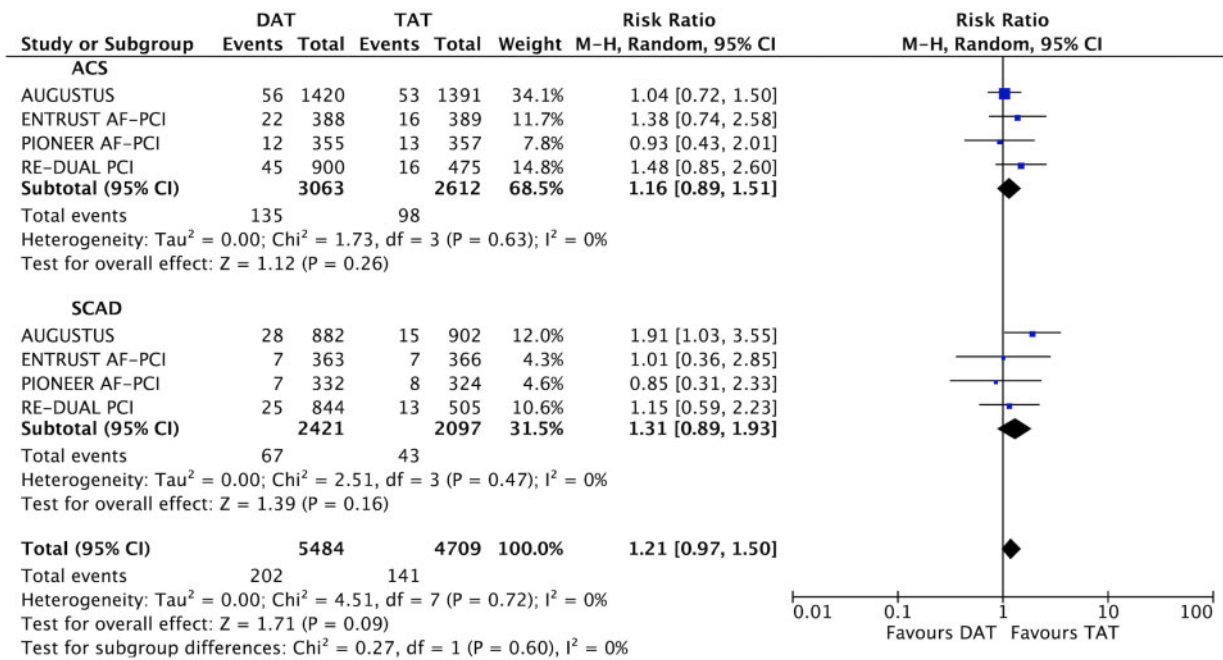 DAT TAT Risk Ratio Risk Ratio
Study or Subgroup Events Total Events Total Weight M-H, Random, 95% CI M-H, Random, 95% CI
ACS
AUGUSTUS 56 1420 53 1391 34.1% 1.04 [0.72, 1.50]
ENTRUST AF-PCI 22 388 16 389 11.7% 1.38 [0.74, 2.58]
PIONEER AF-PCI 12 355 13 357 7.8% 0.93 [0.43, 2.01]
RE-DUAL PCI 45 900 16 475 14.8% 1.48 [0.85, 2.60]
Subtotal (95% CI) 3063 2612 68.5% 1.16 [0.89, 1.51]
Total events 135 98
Heterogeneity: Tau² = 0.00; Chi² = 1.73, df = 3 (P = 0.63); I² = 0%
Test for overall effect: Z = 1.12 (P = 0.26)
SCAD
AUGUSTUS 28 882 15 902 12.0% 1.91 [1.03, 3.55]
ENTRUST AF-PCI 7 363 7 366 4.3% 1.01 [0.36, 2.85]
PIONEER AF-PCI 7 332 8 324 4.6% 0.85 [0.31, 2.33]
RE-DUAL PCI 25 844 13 505 10.6% 1.15 [0.59, 2.23]
Subtotal (95% CI) 2421 2097 31.5% 1.31 [0.89, 1.93]
Total events 67 43
Heterogeneity: Tau² = 0.00; Chi² = 2.51, df = 3 (P = 0.47); I² = 0%
Test for overall effect: Z = 1.39 (P = 0.16)
Total (95% CI) 5484 4709 100.0% 1.21 [0.97, 1.50]
Total events 202 141
Heterogeneity: Tau² = 0.00; Chi² = 4.51, df = 7 (P = 0.72); I² = 0%
Test for overall effect: Z = 1.71 (P = 0.09)
Test for subgroup differences: Chi² = 0.27, df = 1 (P = 0.60), I² = 0%
0.01 0.1 1 10 100
Favours DAT Favours TAT